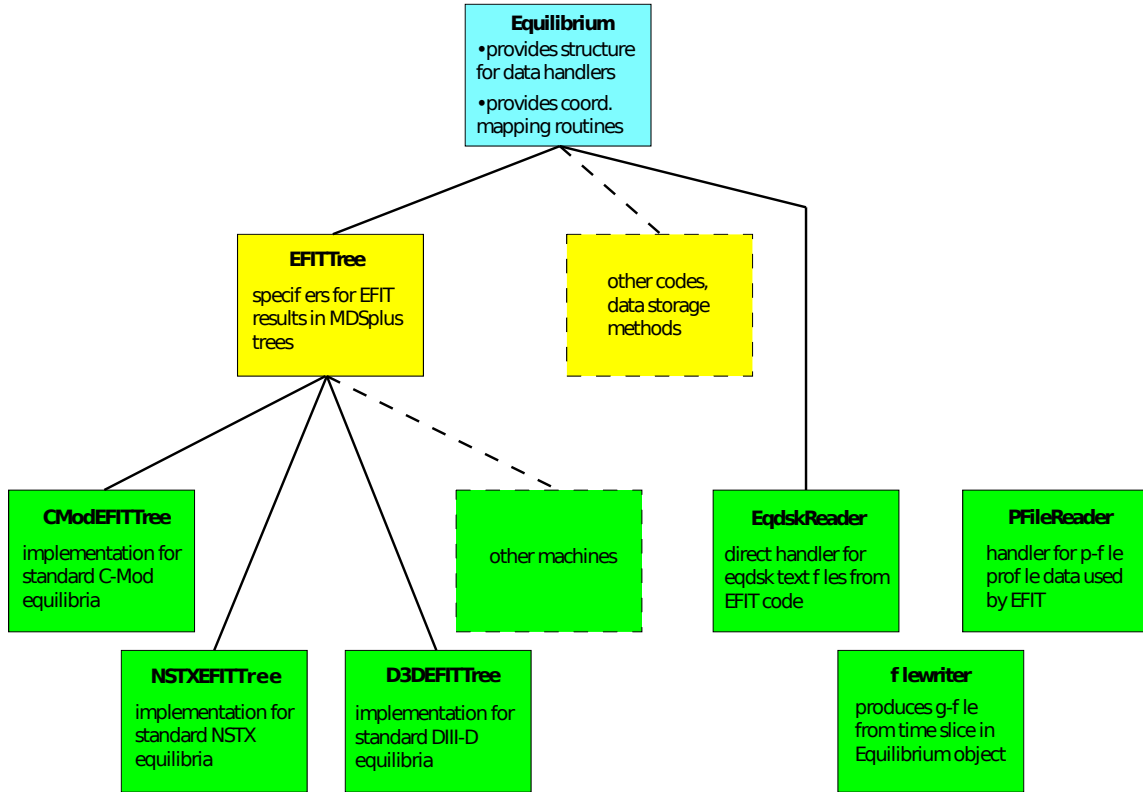 Equilibrium
•provides structure
for data handlers
•provides coord.
mapping routines
EFITTree
specif ers for EFIT
results in MDSplus
trees
other codes,
data storage
methods
CModEFITTree
implementation for
standard C-Mod
equilibria
other machines
EqdskReader
direct handler for
eqdsk text f les from
EFIT code
PFileReader
handler for p-f le
prof le data used
by EFIT
NSTXEFITTree
implementation for
standard NSTX
equilibria
D3DEFITTree
implementation for
standard DIII-D
equilibria
f lewriter
produces g-f le
from time slice in
Equilibrium object